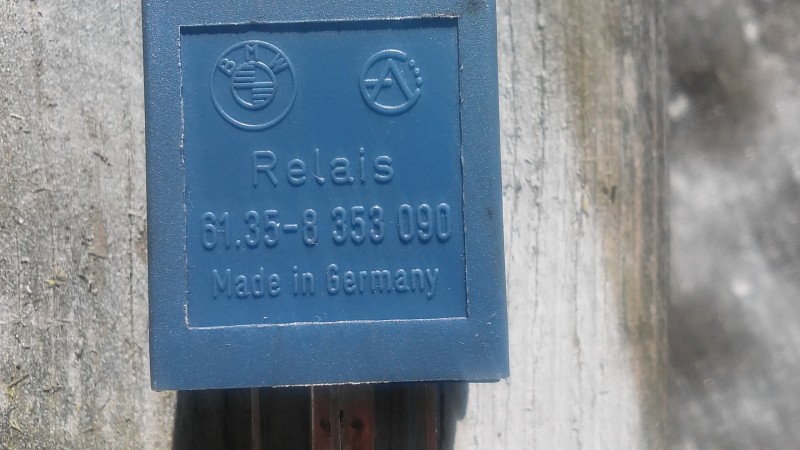 BMW A
Relais
61.35-8 353 090
Made in Germany